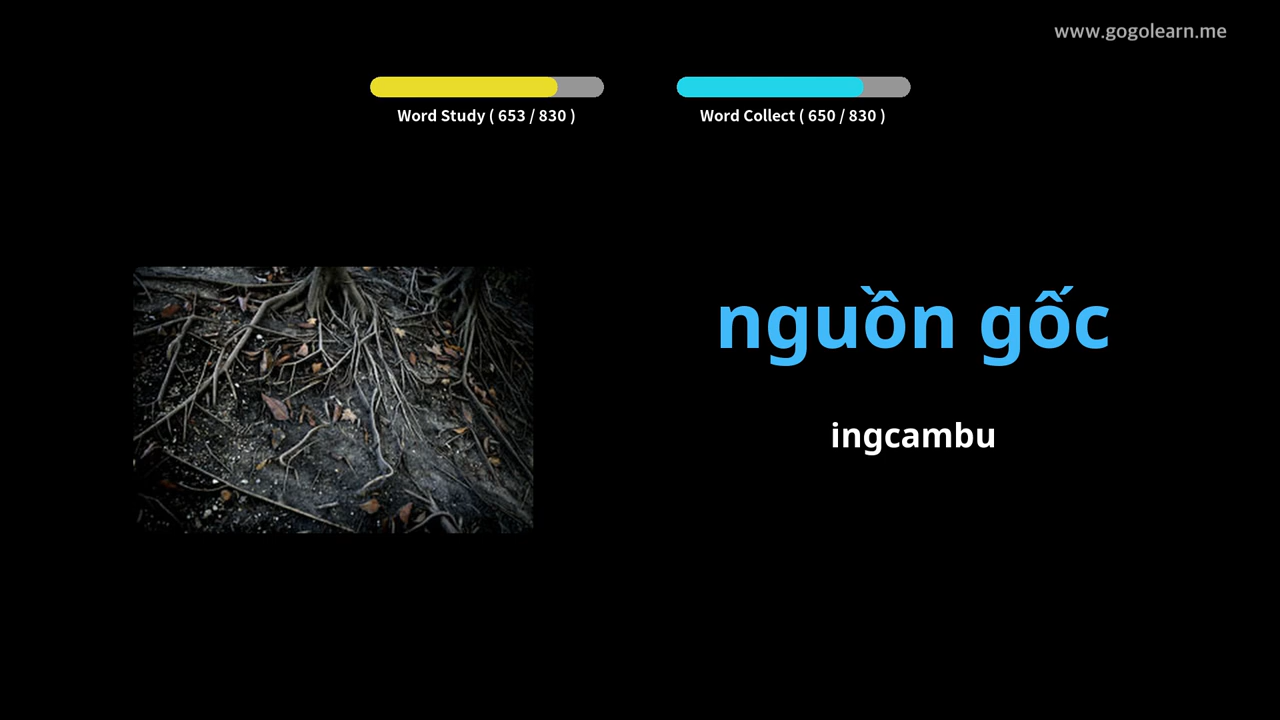 www.gogolearn.me
Word Study ( 653 / 830 )
Word Collect ( 650 / 830 )
nguồn gốc
ingcambu